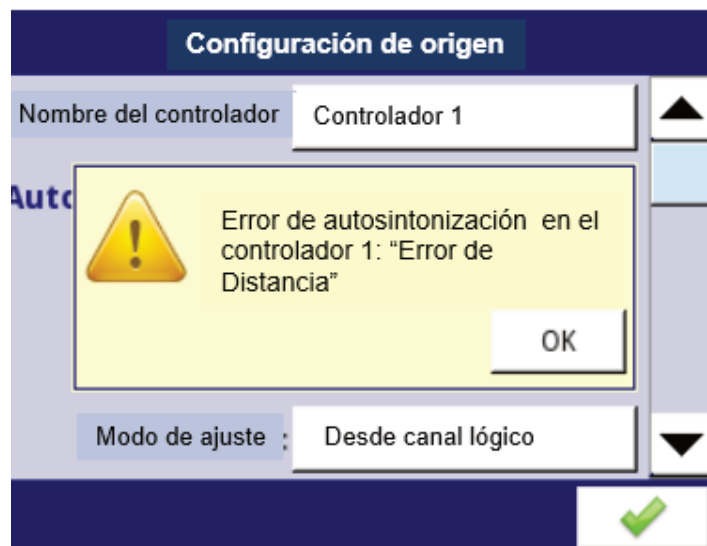 Configuración de origen
Nombre del controlador
Controlador 1
Auto
Error de autosintonización en el
controlador 1: “Error de
Distancia”
OK
Modo de ajuste :
Desde canal lógico